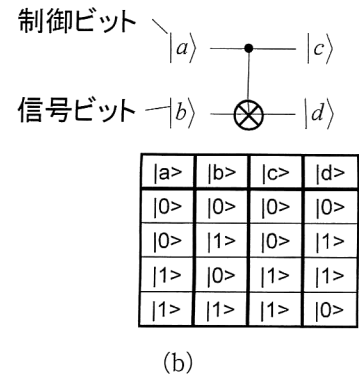 制御ビット
|a⟩ |c⟩
信号ビット |b⟩ |d⟩
|a> |b> |c> |d>
|0> |0> |0> |0>
|0> |1> |0> |1>
|1> |0> |1> |1>
|1> |1> |1> |0>
(b)